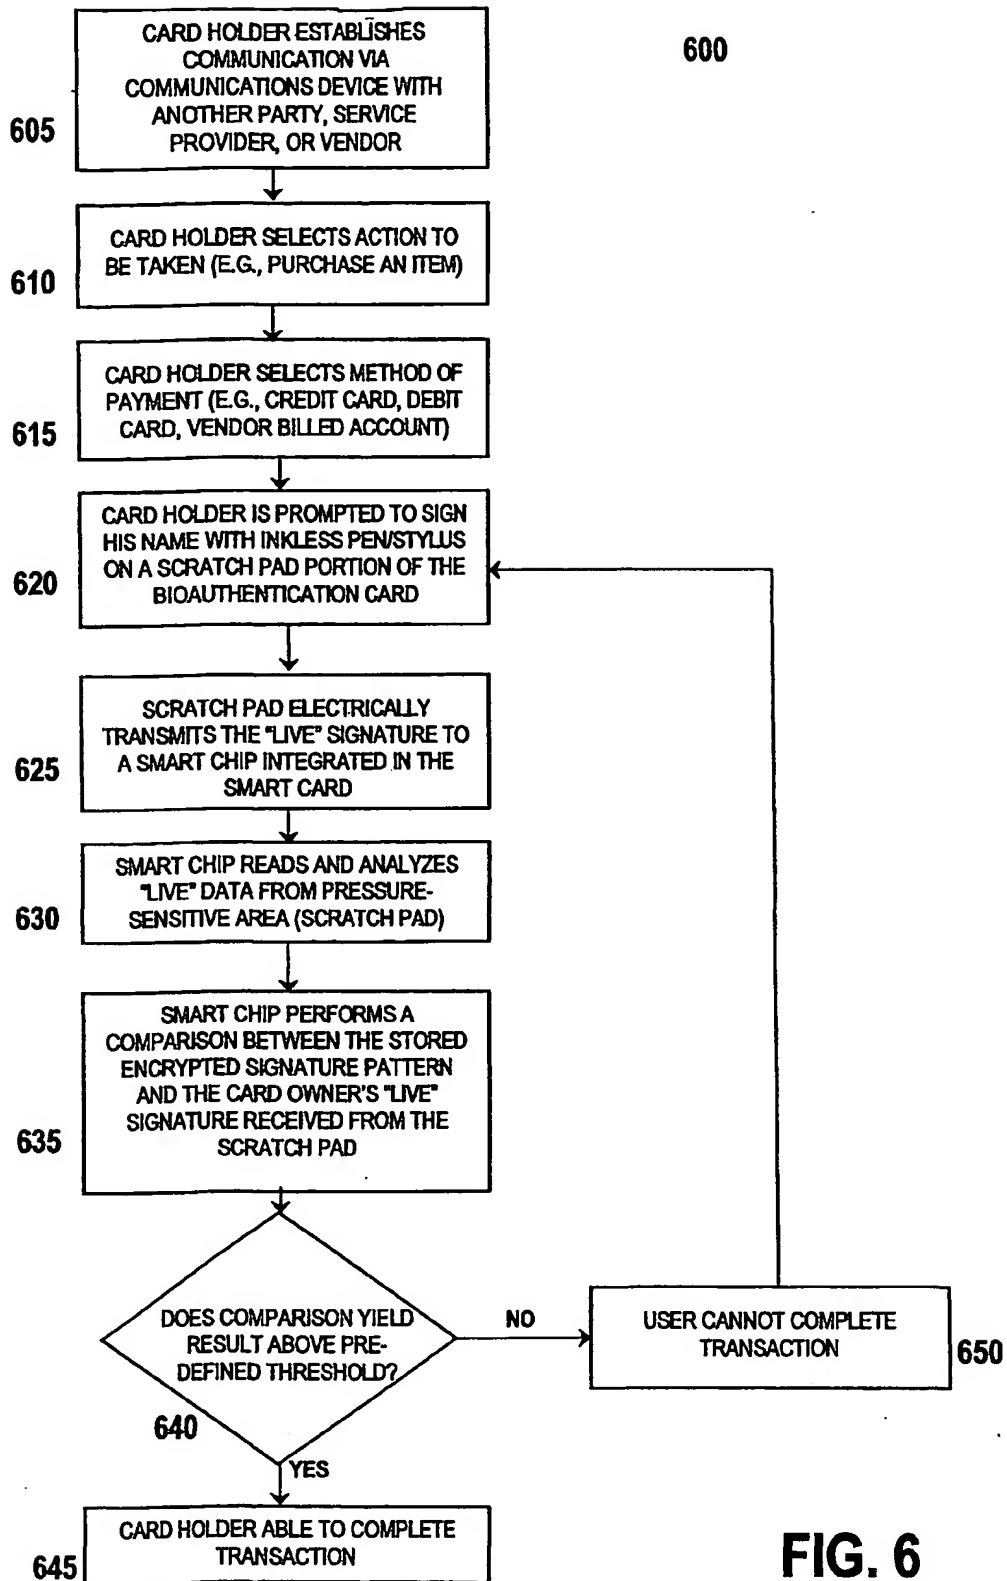 600
CARD HOLDER ESTABLISHES
COMMUNICATION VIA
COMMUNICATIONS DEVICE WITH
ANOTHER PARTY, SERVICE
PROVIDER, OR VENDOR
605
CARD HOLDER SELECTS ACTION TO
BE TAKEN (E.G., PURCHASE AN ITEM)
610
CARD HOLDER SELECTS METHOD OF
PAYMENT (E.G., CREDIT CARD, DEBIT
CARD, VENDOR BILLED ACCOUNT)
615
CARD HOLDER IS PROMPTED TO SIGN
HIS NAME WITH INKLESS PEN/STYLUS
ON A SCRATCH PAD PORTION OF THE
BIOAUTHENTICATION CARD
620
SCRATCH PAD ELECTRICALLY
TRANSMITS THE "LIVE" SIGNATURE TO
A SMART CHIP INTEGRATED IN THE
SMART CARD
625
SMART CHIP READS AND ANALYZES
"LIVE" DATA FROM PRESSURE-
SENSITIVE AREA (SCRATCH PAD)
630
SMART CHIP PERFORMS A
COMPARISON BETWEEN THE STORED
ENCRYPTED SIGNATURE PATTERN
AND THE CARD OWNER'S "LIVE"
SIGNATURE RECEIVED FROM THE
SCRATCH PAD
635
DOES COMPARISON YIELD
RESULT ABOVE PRE-
DEFINED THRESHOLD?
640
NO
USER CANNOT COMPLETE
TRANSACTION
650
YES
CARD HOLDER ABLE TO COMPLETE
TRANSACTION
645
FIG. 6